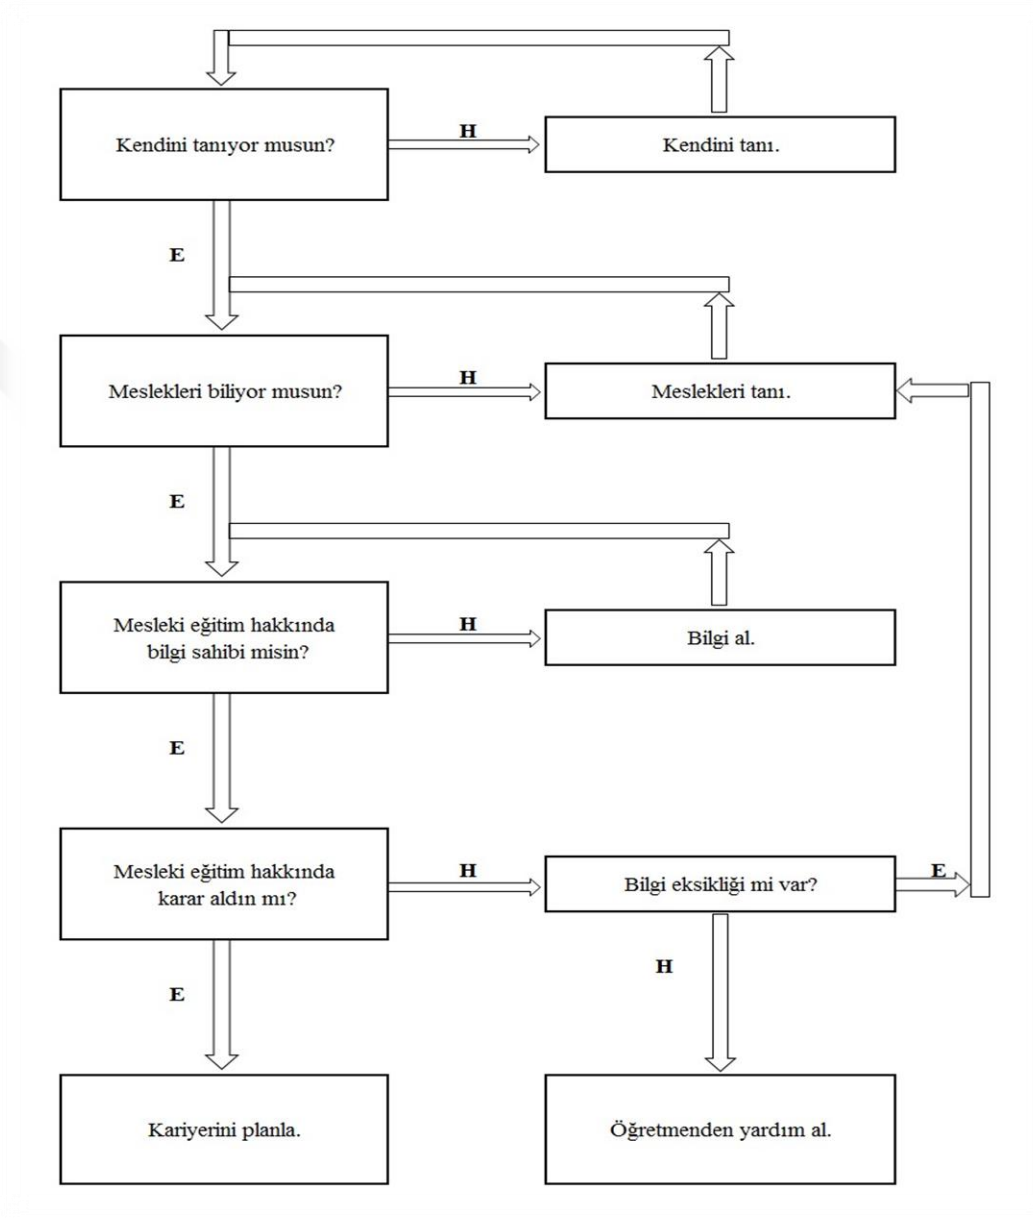 Kendini tanıyor musun?
H
Kendini tanı.
E
Meslekleri biliyor musun?
H
Meslekleri tanı.
E
Mesleki eğitim hakkında
bilgi sahibi misin?
H
Bilgi al.
E
Mesleki eğitim hakkında
karar aldın mı?
H
Bilgi eksikliği mi var?
E
H
E
Kariyerini planla.
Öğretmenden yardım al.